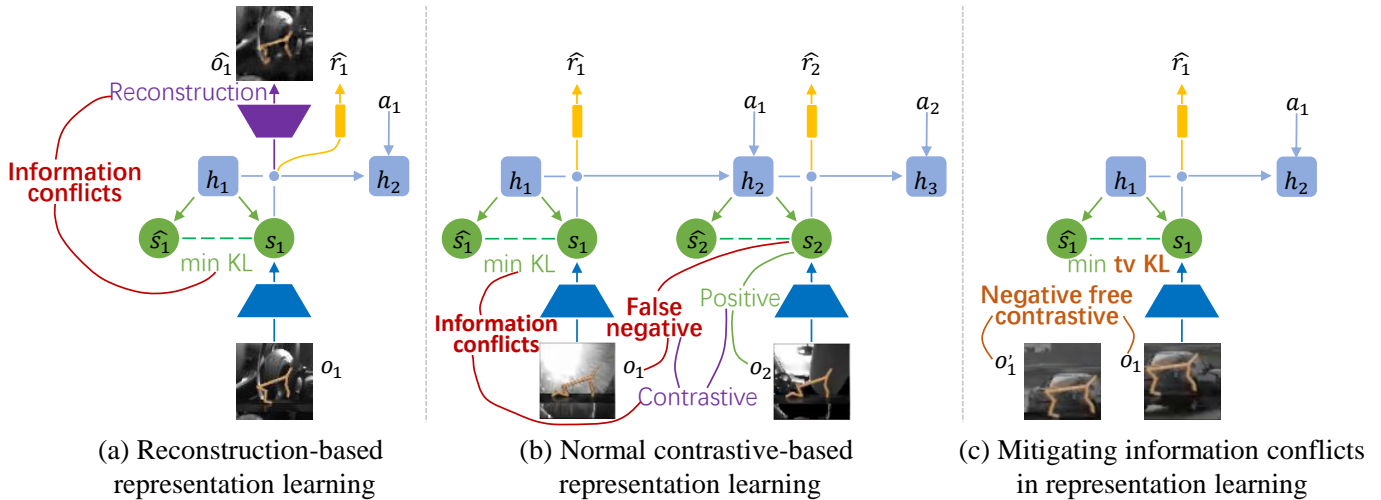 ô₁ r̂₁
Reconstruction
a₁
Information
conflicts
h₁ h₂
ŝ₁ s₁
min KL
o₁
(a) Reconstruction-based
representation learning
r̂₁ r̂₂
a₁ a₂
h₁ h₂ h₃
ŝ₁ s₁ ŝ₂ s₂
min KL
Positive
False
negative
Information
conflicts
o₁ o₂
Contrastive
(b) Normal contrastive-based
representation learning
r̂₁
a₁
h₁ h₂
ŝ₁ s₁
min tv KL
Negative free
contrastive
o₁′ o₁
(c) Mitigating information conflicts
in representation learning